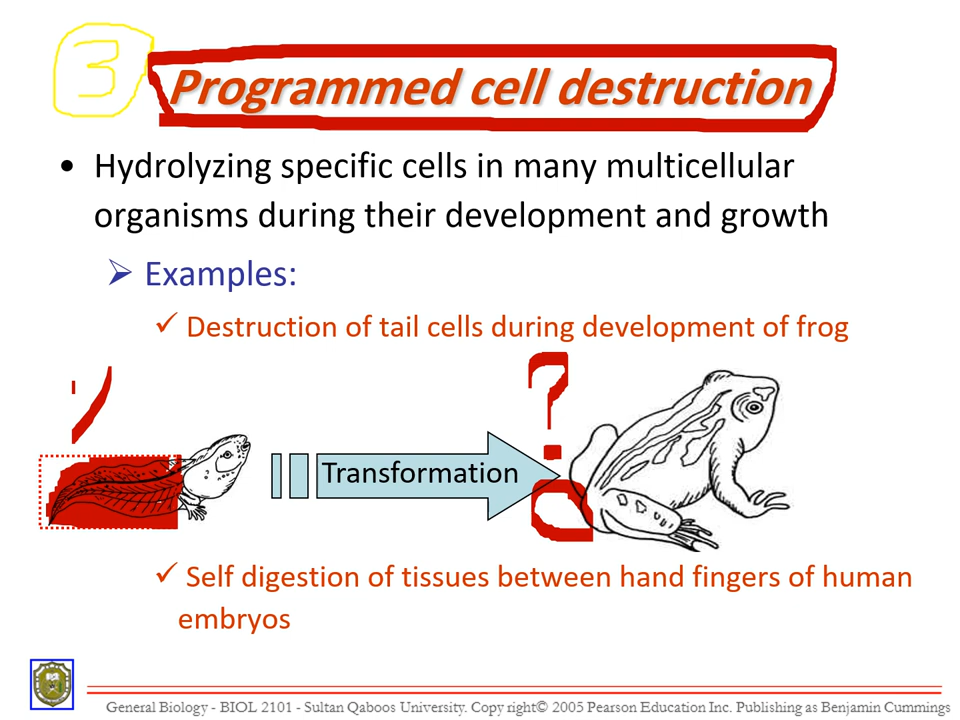 3
Programmed cell destruction
• Hydrolyzing specific cells in many multicellular
organisms during their development and growth
➢ Examples:
✓ Destruction of tail cells during development of frog
?
Transformation
✓ Self digestion of tissues between hand fingers of human
embryos
General Biology - BIOL 2101 - Sultan Qaboos University. Copy right© 2005 Pearson Education Inc. Publishing as Benjamin Cummings